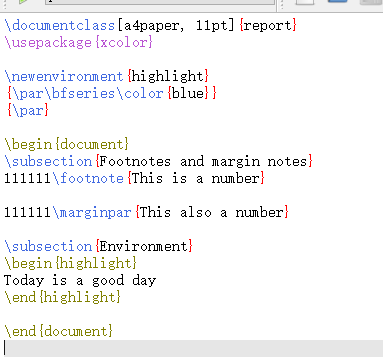 \documentclass[a4paper, 11pt]{report}
\usepackage{xcolor}
\newenvironment{highlight}
{\par\bfseries\color{blue}}
{\par}
\begin{document}
\subsection{Footnotes and margin notes}
111111\footnote{This is a number}
111111\marginpar{This also a number}
\subsection{Environment}
\begin{highlight}
Today is a good day
\end{highlight}
\end{document}